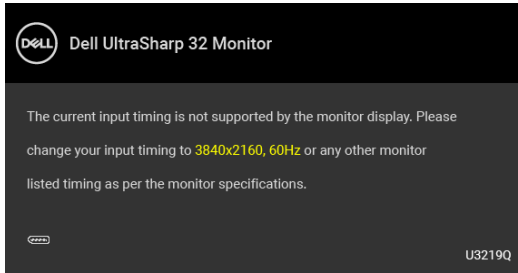 DELL
Dell UltraSharp 32 Monitor
The current input timing is not supported by the monitor display. Please
change your input timing to 3840x2160, 60Hz or any other monitor
listed timing as per the monitor specifications.
U3219Q